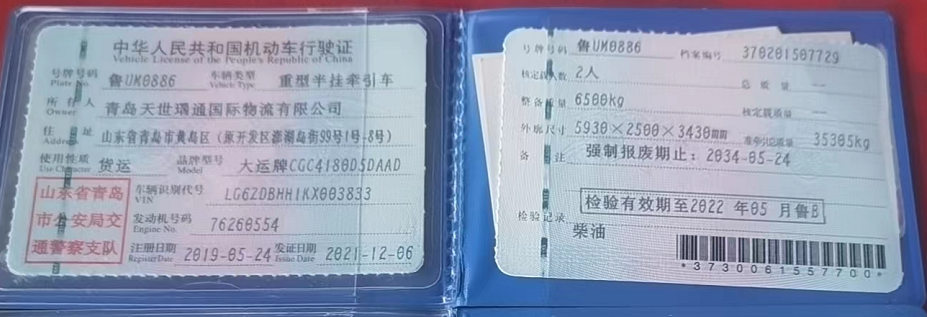 中华人民共和国机动车行驶证
Vehicle License of the People's Republic of China
号牌号码 鲁UM0886 车辆类型 重型半挂牵引车
Plate No. Vehicle Type
所有人 青岛天世瑀通国际物流有限公司
Owner
住址 山东省青岛市黄岛区（原开发区澎湖岛街99号1号-8号）
Address
使用性质 货运 品牌型号 大运牌CGC4180D5DAAD
Use Character Model
山东省青岛
市公安局交
通警察支队
车辆识别代号 LG6ZDBHH1KX003833
VIN
发动机号码 76260554
Engine No.
注册日期 2019-05-24 发证日期 2021-12-06
Register Date Issue Date
号牌号码 鲁UM0886 档案编号 370201507729
核定载人数 2人 总质量 --
整备质量 6500kg 核定载质量 --
外廓尺寸 5930×2500×3430mm 准牵引总质量 35305kg
备注 强制报废期止：2034-05-24
检验有效期至2022年05月鲁B
检验记录
柴油
*3730061557700*